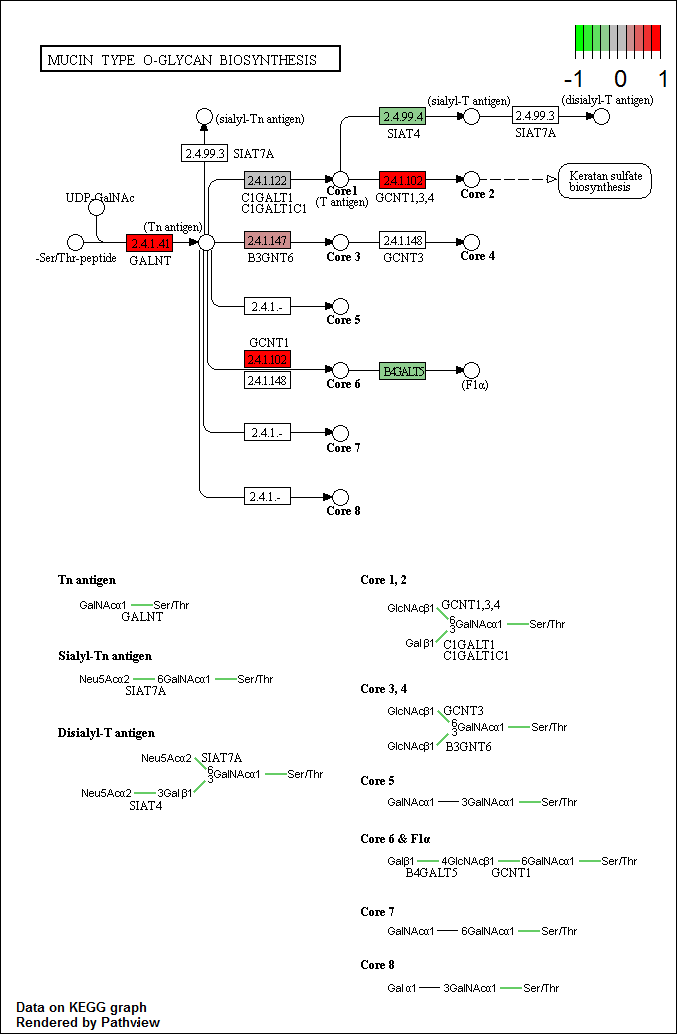 -1 0 1
MUCIN TYPE O-GLYCAN BIOSYNTHESIS
(sialyl-T antigen)
(disialyl-T antigen)
2.4.99.4
SIAT4
2.4.99.3
SIAT7A
(sialyl-Tn antigen)
2.4.99.3
SIAT7A
2.4.1.122
C1GALT1
C1GALT1C1
Core1
(T antigen)
2.4.1.102
GCNT1,3,4
Core 2
Keratan sulfate
biosynthesis
UDP-GalNAc
(Tn antigen)
-Ser/Thr-peptide
2.4.1.41
GALNT
2.4.1.147
B3GNT6
Core 3
2.4.1.148
GCNT3
Core 4
2.4.1.-
Core 5
GCNT1
2.4.1.102
2.4.1.148
Core 6
B4GALT5
(F1α)
2.4.1.-
Core 7
2.4.1.-
Core 8
Tn antigen
GalNAcα1 Ser/Thr
GALNT
Sialyl-Tn antigen
Neu5Acα2 6GalNAcα1 Ser/Thr
SIAT7A
Disialyl-T antigen
Neu5Acα2 SIAT7A
6
3GalNAcα1 Ser/Thr
Neu5Acα2 3Galβ1
SIAT4
Core 1, 2
GlcNAcβ1 GCNT1,3,4
6
3GalNAcα1 Ser/Thr
Galβ1 C1GALT1
C1GALT1C1
Core 3, 4
GlcNAcβ1 GCNT3
6
3GalNAcα1 Ser/Thr
GlcNAcβ1 B3GNT6
Core 5
GalNAcα1 3GalNAcα1 Ser/Thr
Core 6 & F1α
Galβ1 4GlcNAcβ1 6GalNAcα1 Ser/Thr
B4GALT5 GCNT1
Core 7
GalNAcα1 6GalNAcα1 Ser/Thr
Core 8
Galα1 3GalNAcα1 Ser/Thr
Data on KEGG graph
Rendered by Pathview